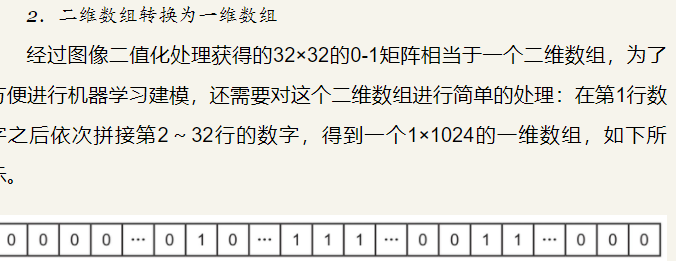 2. 二维数组转换为一维数组
经过图像二值化处理获得的32×32的0-1矩阵相当于一个二维数组，为了
方便进行机器学习建模，还需要对这个二维数组进行简单的处理：在第1行数
字之后依次拼接第2～32行的数字，得到一个1×1024的一维数组，如下所
示。
0 0 0 0 … 0 1 0 … 1 1 1 … 0 0 1 1 … 0 0 0